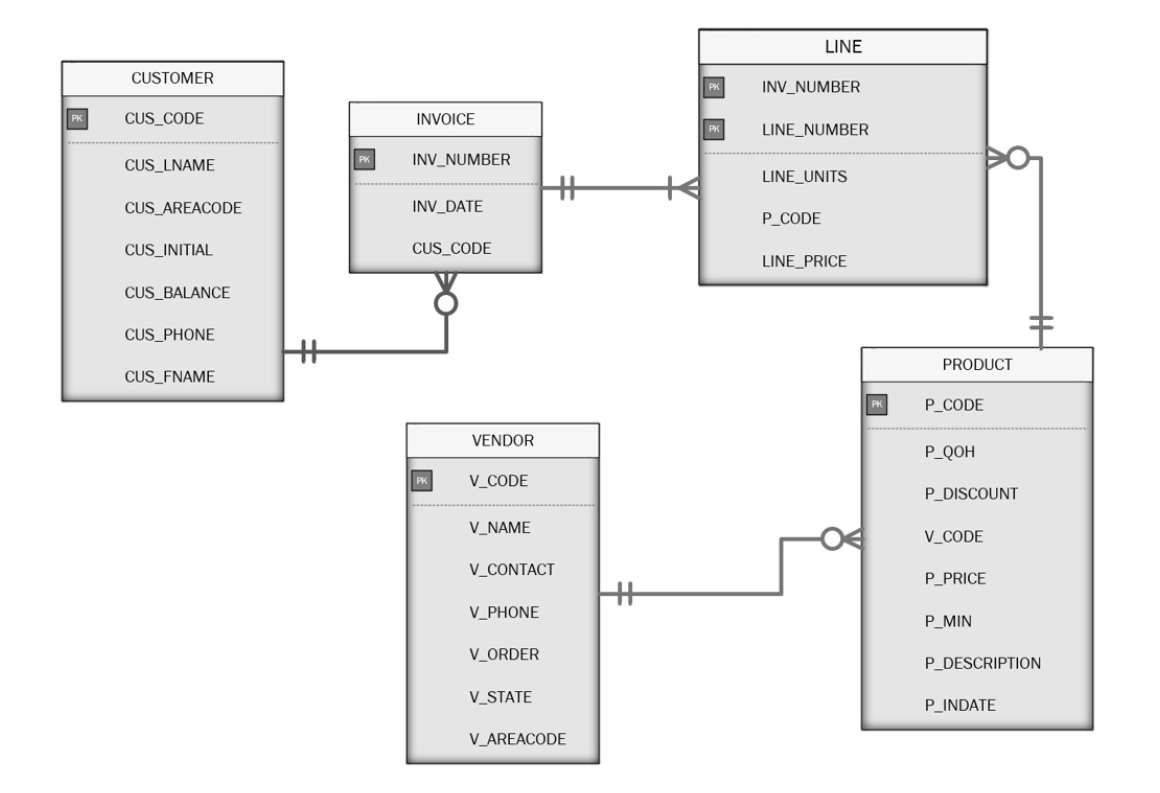 CUSTOMER
PK CUS_CODE
CUS_LNAME
CUS_AREACODE
CUS_INITIAL
CUS_BALANCE
CUS_PHONE
CUS_FNAME
INVOICE
PK INV_NUMBER
INV_DATE
CUS_CODE
LINE
PK INV_NUMBER
PK LINE_NUMBER
LINE_UNITS
P_CODE
LINE_PRICE
VENDOR
PK V_CODE
V_NAME
V_CONTACT
V_PHONE
V_ORDER
V_STATE
V_AREACODE
PRODUCT
PK P_CODE
P_QOH
P_DISCOUNT
V_CODE
P_PRICE
P_MIN
P_DESCRIPTION
P_INDATE